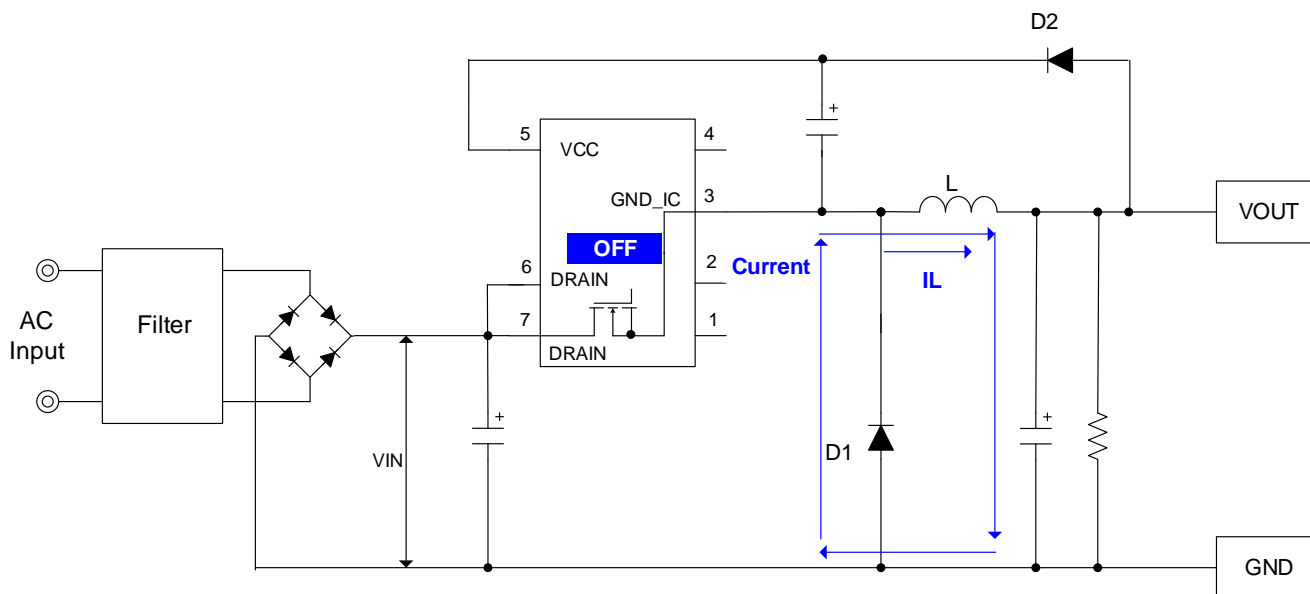 D2
+
5
4
VCC
GND_IC
3
L
VOUT
OFF
Current
IL
6
2
DRAIN
AC
Input
Filter
7
1
DRAIN
+
+
VIN
D1
GND